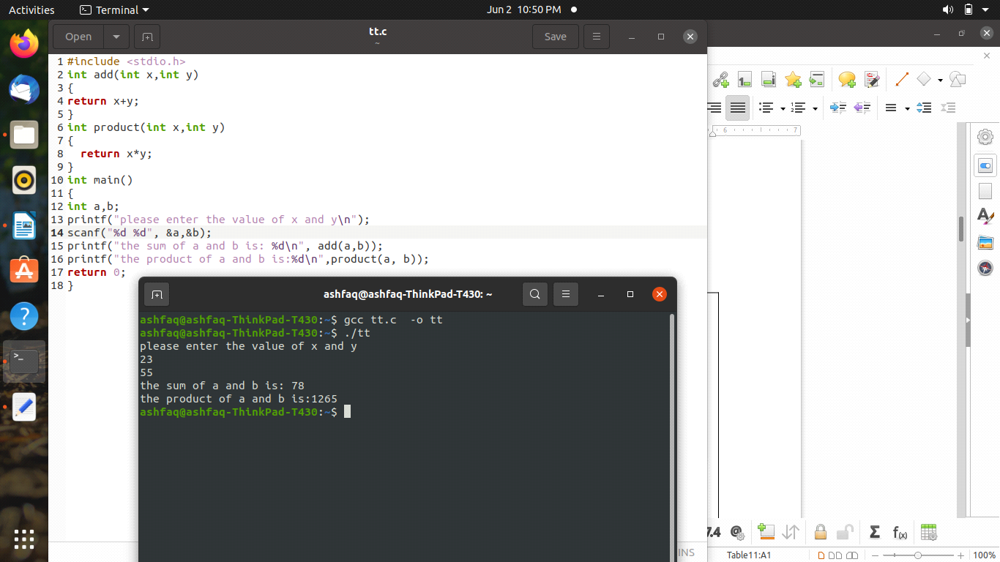 Activities
Terminal
Jun 2 10:50 PM
Open
tt.c
~
Save
1 #include <stdio.h>
2 int add(int x,int y)
3 {
4 return x+y;
5 }
6 int product(int x,int y)
7 {
8   return x*y;
9 }
10 int main()
11 {
12 int a,b;
13 printf("please enter the value of x and y\n");
14 scanf("%d %d", &a,&b);
15 printf("the sum of a and b is: %d\n", add(a,b));
16 printf("the product of a and b is:%d\n",product(a, b));
17 return 0;
18 }
ashfaq@ashfaq-ThinkPad-T430: ~
ashfaq@ashfaq-ThinkPad-T430:~$ gcc tt.c  -o tt
ashfaq@ashfaq-ThinkPad-T430:~$ ./tt
please enter the value of x and y
23
55
the sum of a and b is: 78
the product of a and b is:1265
ashfaq@ashfaq-ThinkPad-T430:~$
INS
6 7
7.4
Σ f(x)
Table11:A1
100%